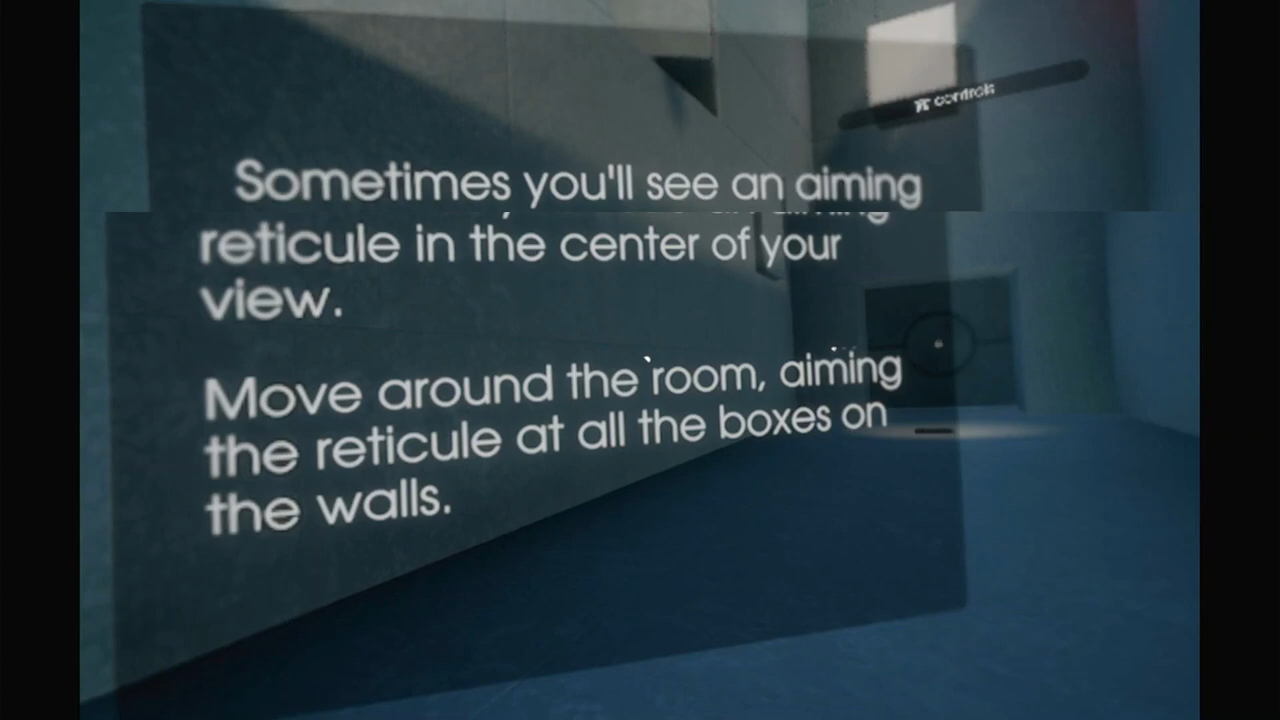 controls
Sometimes you'll see an aiming
reticule in the center of your
view.
Move around the room, aiming
the reticule at all the boxes on
the walls.